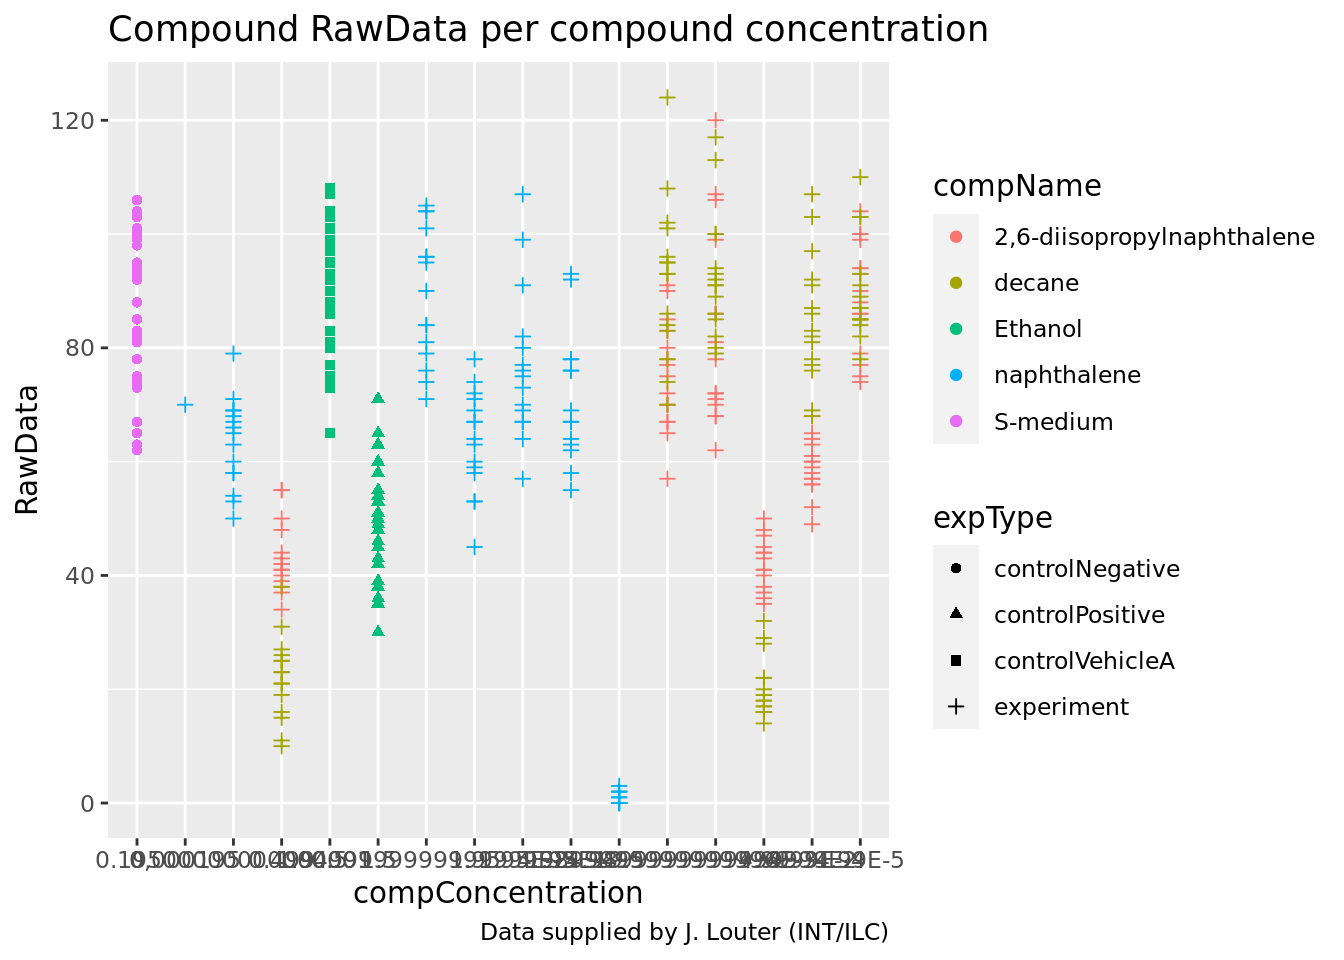 Compound RawData per compound concentration
120
80
40
0
RawData
compConcentration
Data supplied by J. Louter (INT/ILC)
compName
2,6-diisopropylnaphthalene
decane
Ethanol
naphthalene
S-medium
expType
controlNegative
controlPositive
controlVehicleA
experiment